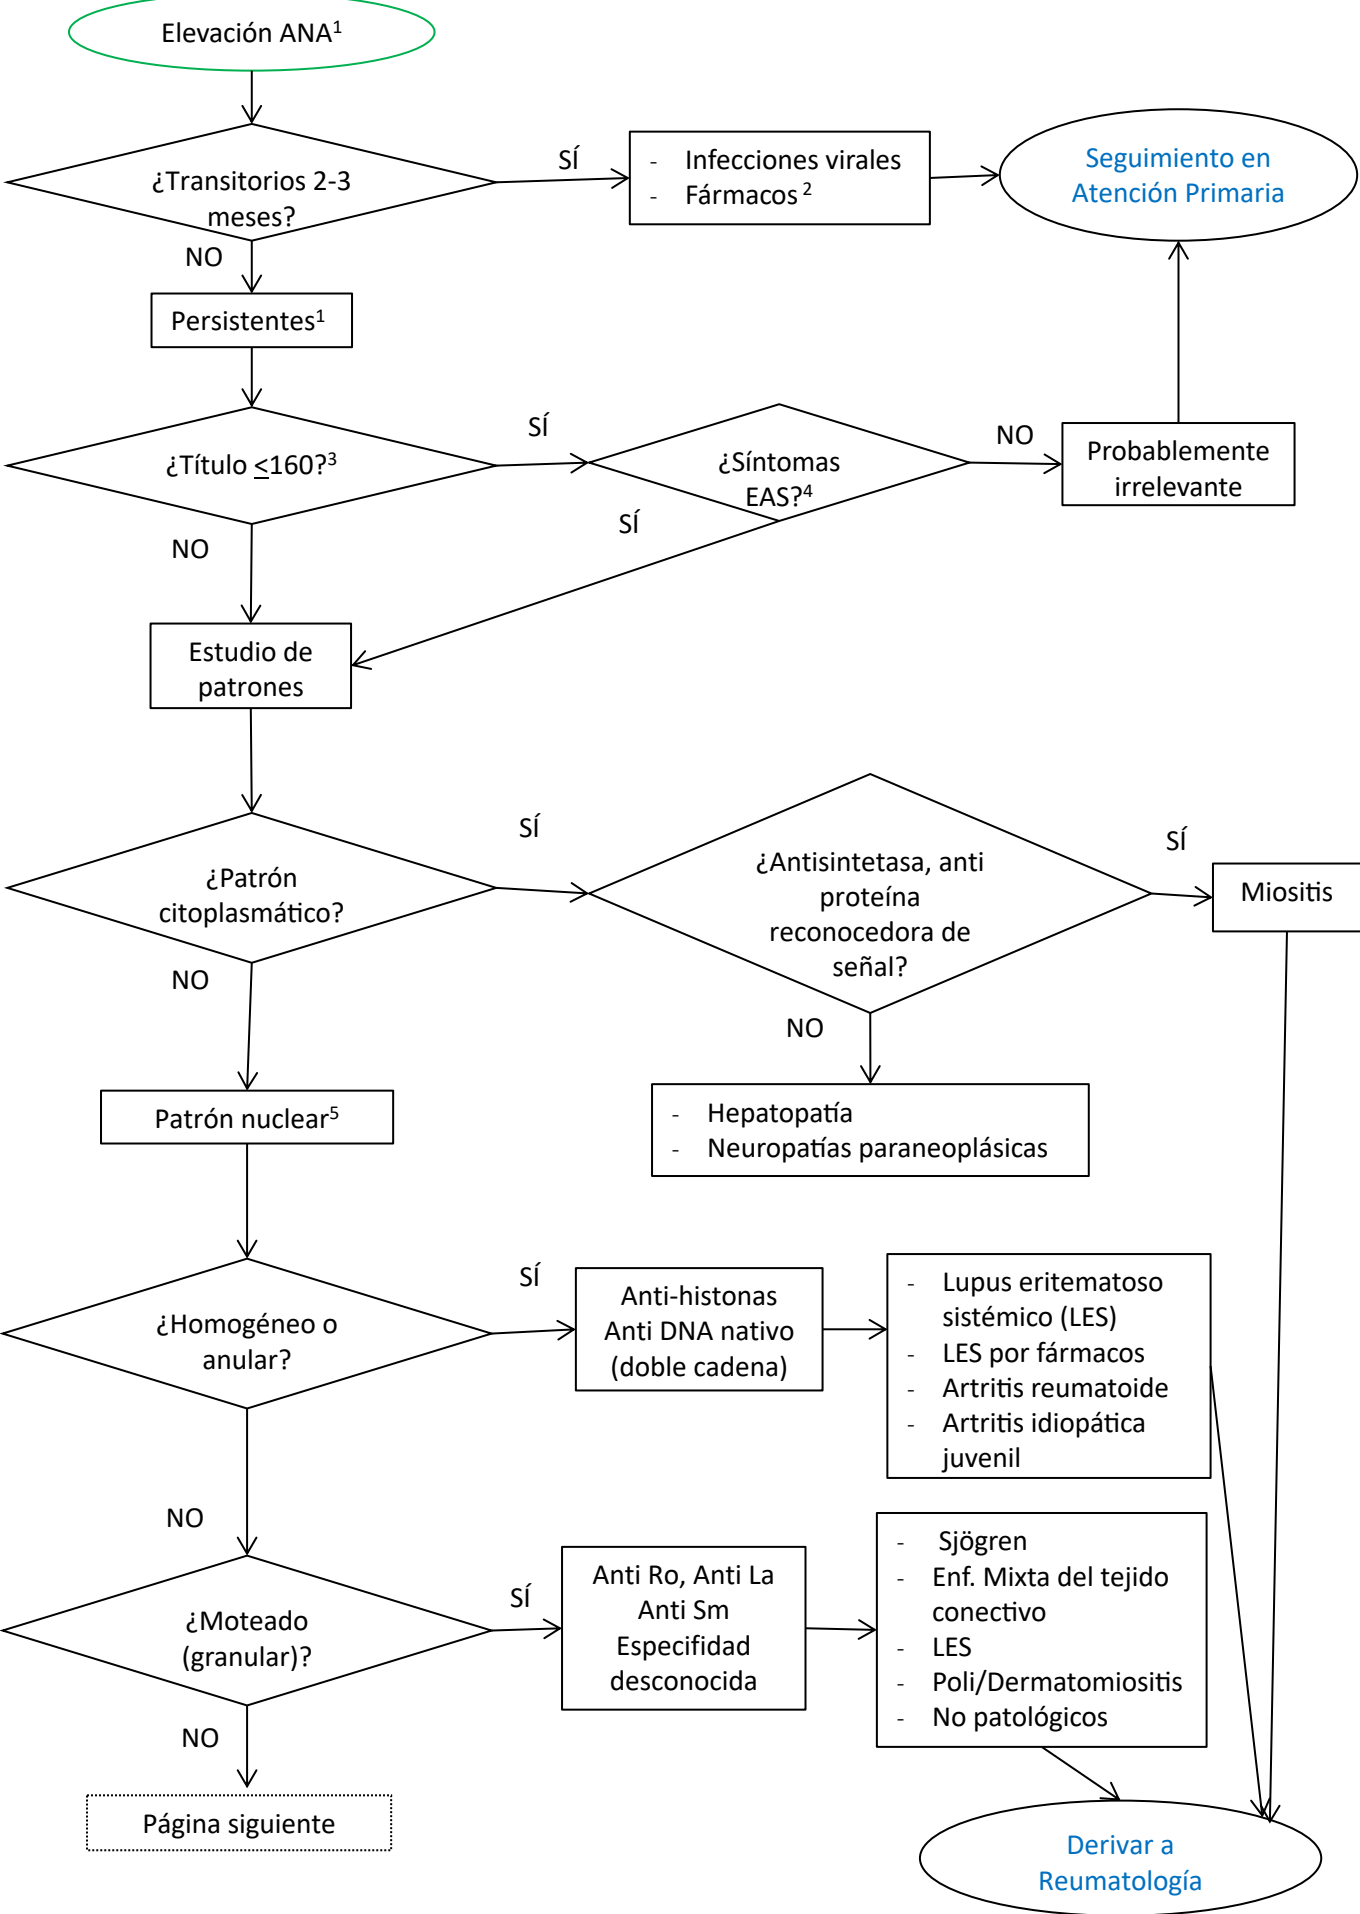 Elevación ANA1
¿Transitorios 2-3
meses?
SÍ
- Infecciones virales
- Fármacos 2
Seguimiento en
Atención Primaria
NO
Persistentes1
¿Título <160?3
SÍ
¿Síntomas
EAS?4
NO
Probablemente
irrelevante
SÍ
NO
Estudio de
patrones
¿Patrón
citoplasmático?
SÍ
¿Antisintetasa, anti
proteína
reconocedora de
señal?
SÍ
Miositis
NO
NO
- Hepatopatía
- Neuropatías paraneoplásicas
Patrón nuclear5
¿Homogéneo o
anular?
SÍ
Anti-histonas
Anti DNA nativo
(doble cadena)
- Lupus eritematoso
sistémico (LES)
- LES por fármacos
- Artritis reumatoide
- Artritis idiopática
juvenil
NO
¿Moteado
(granular)?
SÍ
Anti Ro, Anti La
Anti Sm
Especifidad
desconocida
- Sjögren
- Enf. Mixta del tejido
conectivo
- LES
- Poli/Dermatomiositis
- No patológicos
NO
Página siguiente
Derivar a
Reumatología